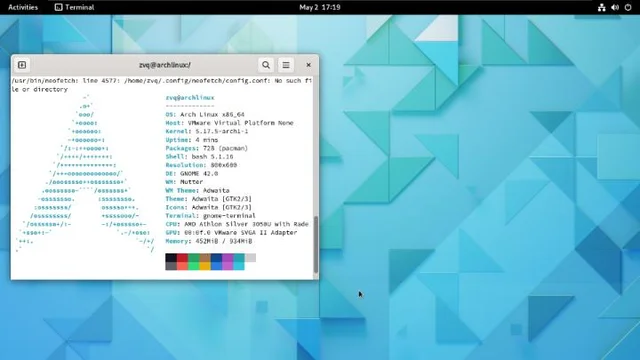 Activities
Terminal
May 2 17:19
zvq@archlinux:/
/usr/bin/neofetch: line 4577: /home/zvq/.config/neofetch/config.conf: No such fi
le or directory
zvq@archlinux
-------------
OS: Arch Linux x86_64
Host: VMware Virtual Platform None
Kernel: 5.17.5-arch1-1
Uptime: 4 mins
Packages: 728 (pacman)
Shell: bash 5.1.16
Resolution: 800x600
DE: GNOME 42.0
WM: Mutter
WM Theme: Adwaita
Theme: Adwaita [GTK2/3]
Icons: Adwaita [GTK2/3]
Terminal: gnome-terminal
CPU: AMD Athlon Silver 3050U with Rade
GPU: 00:0f.0 VMware SVGA II Adapter
Memory: 452MiB / 934MiB